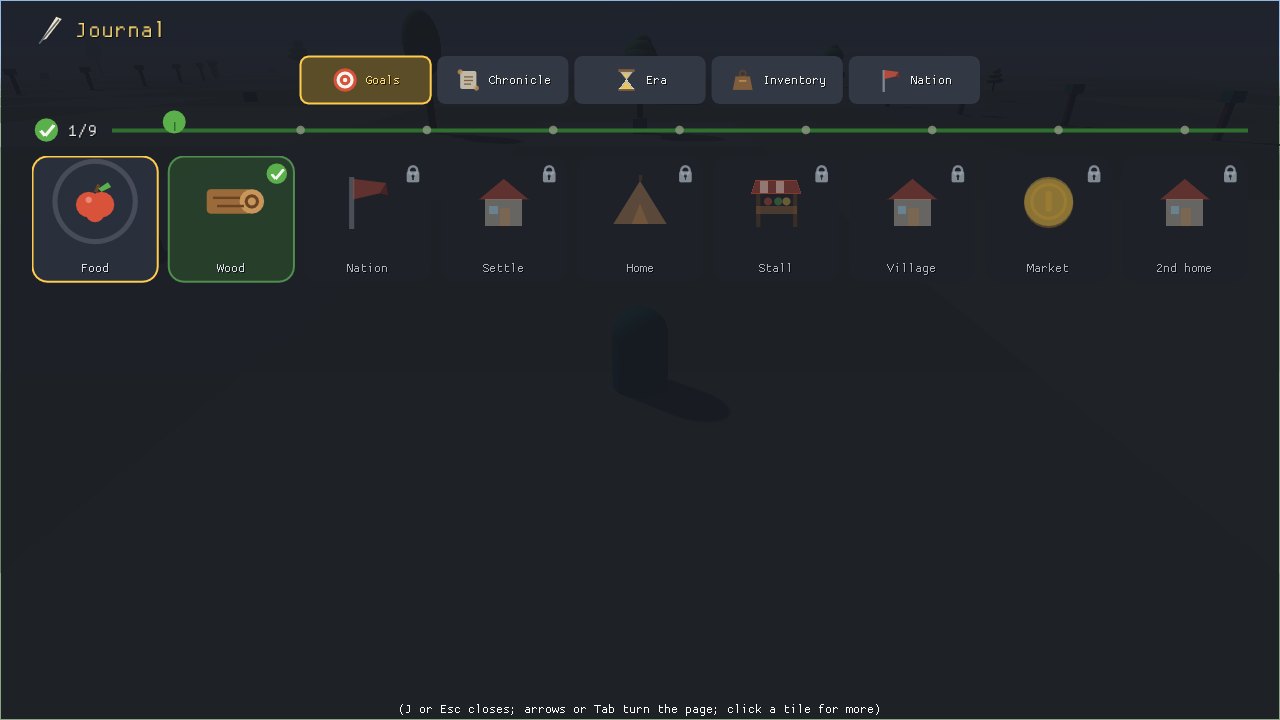 Journal
Goals
Chronicle
Era
Inventory
Nation
1/9
Food
Wood
Nation
Settle
Home
Stall
Village
Market
2nd home
(J or Esc closes; arrows or Tab turn the page; click a tile for more)